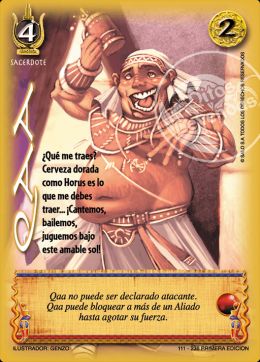 4
2
SACERDOTE
QAA
¿Qué me traes?
Cerveza dorada
como Horus es lo
que me debes
traer... ¡Cantemos,
bailemos,
juguemos bajo
este amable sol!
Qaa no puede ser declarado atacante.
Qaa puede bloquear a más de un Aliado
hasta agotar su fuerza.
ILUSTRADOR: GENZO
111 - 236 PRIMERA EDICION